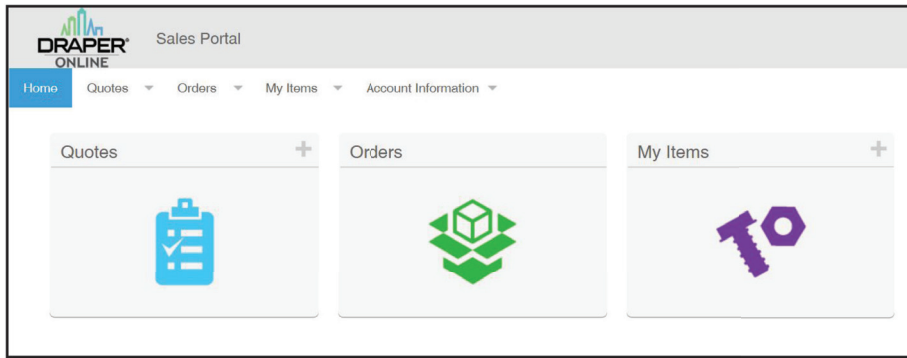 DRAPER®
ONLINE
Sales Portal
Home Quotes Orders My Items Account Information
Quotes Orders My Items